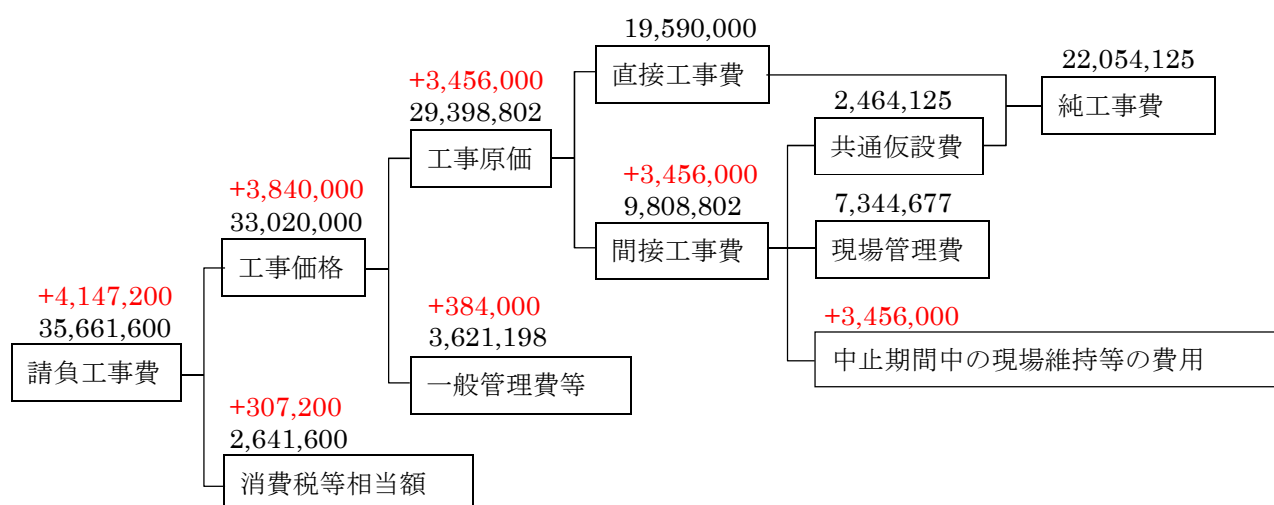 +4,147,200
35,661,600
請負工事費
+3,840,000
33,020,000
工事価格
+307,200
2,641,600
消費税等相当額
+3,456,000
29,398,802
工事原価
+384,000
3,621,198
一般管理費等
19,590,000
直接工事費
+3,456,000
9,808,802
間接工事費
2,464,125
共通仮設費
7,344,677
現場管理費
+3,456,000
中止期間中の現場維持等の費用
22,054,125
純工事費